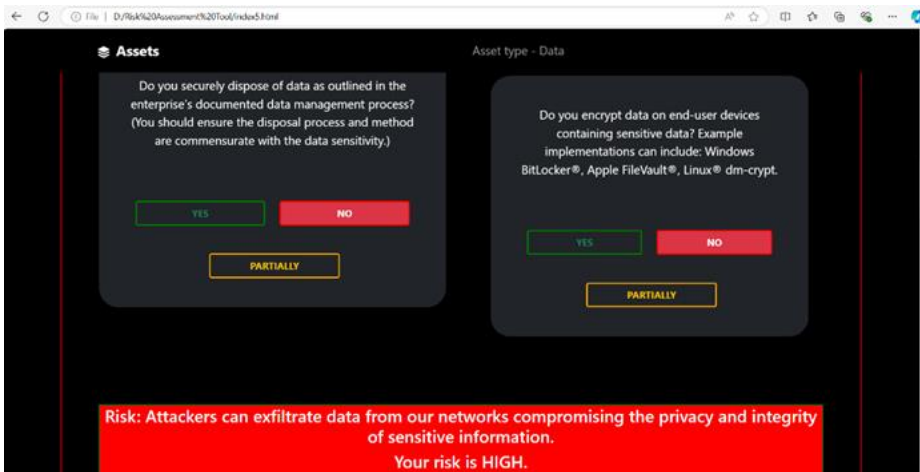 File D:/Risk%20Assessment%20Tool/index5.html
Assets
Asset type - Data
Do you securely dispose of data as outlined in the
enterprise's documented data management process?
(You should ensure the disposal process and method
are commensurate with the data sensitivity.)
YES
NO
PARTIALLY
Do you encrypt data on end-user devices
containing sensitive data? Example
implementations can include: Windows
BitLocker®, Apple FileVault®, Linux® dm-crypt.
YES
NO
PARTIALLY
Risk: Attackers can exfiltrate data from our networks compromising the privacy and integrity
of sensitive information.
Your risk is HIGH.